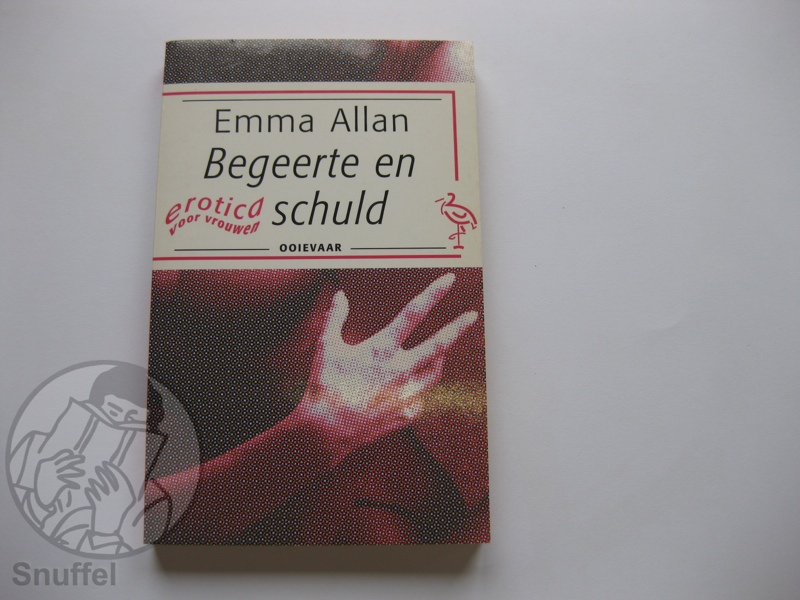 Emma Allan
Begeerte en
schuld
erotica
voor vrouwen
OOIEVAAR
Snuffel